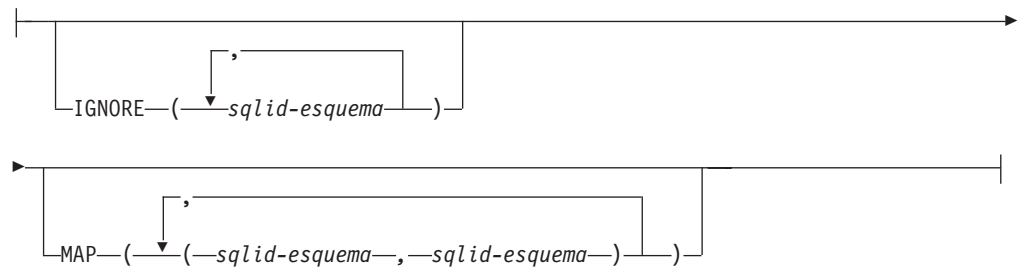 ,
IGNORE ( sqlid-esquema )
,
MAP ( ( sqlid-esquema , sqlid-esquema ) )